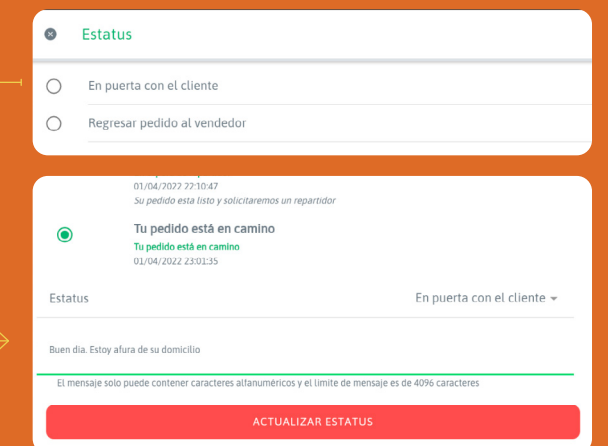 Estatus
En puerta con el cliente
Regresar pedido al vendedor
01/04/2022 22:10:47
Su pedido esta listo y solicitaremos un repartidor
Tu pedido está en camino
Tu pedido está en camino
01/04/2022 23:01:35
Estatus En puerta con el cliente
Buen dia. Estoy afura de su domicilio
El mensaje solo puede contener caracteres alfanuméricos y el limite de mensaje es de 4096 caracteres
ACTUALIZAR ESTATUS